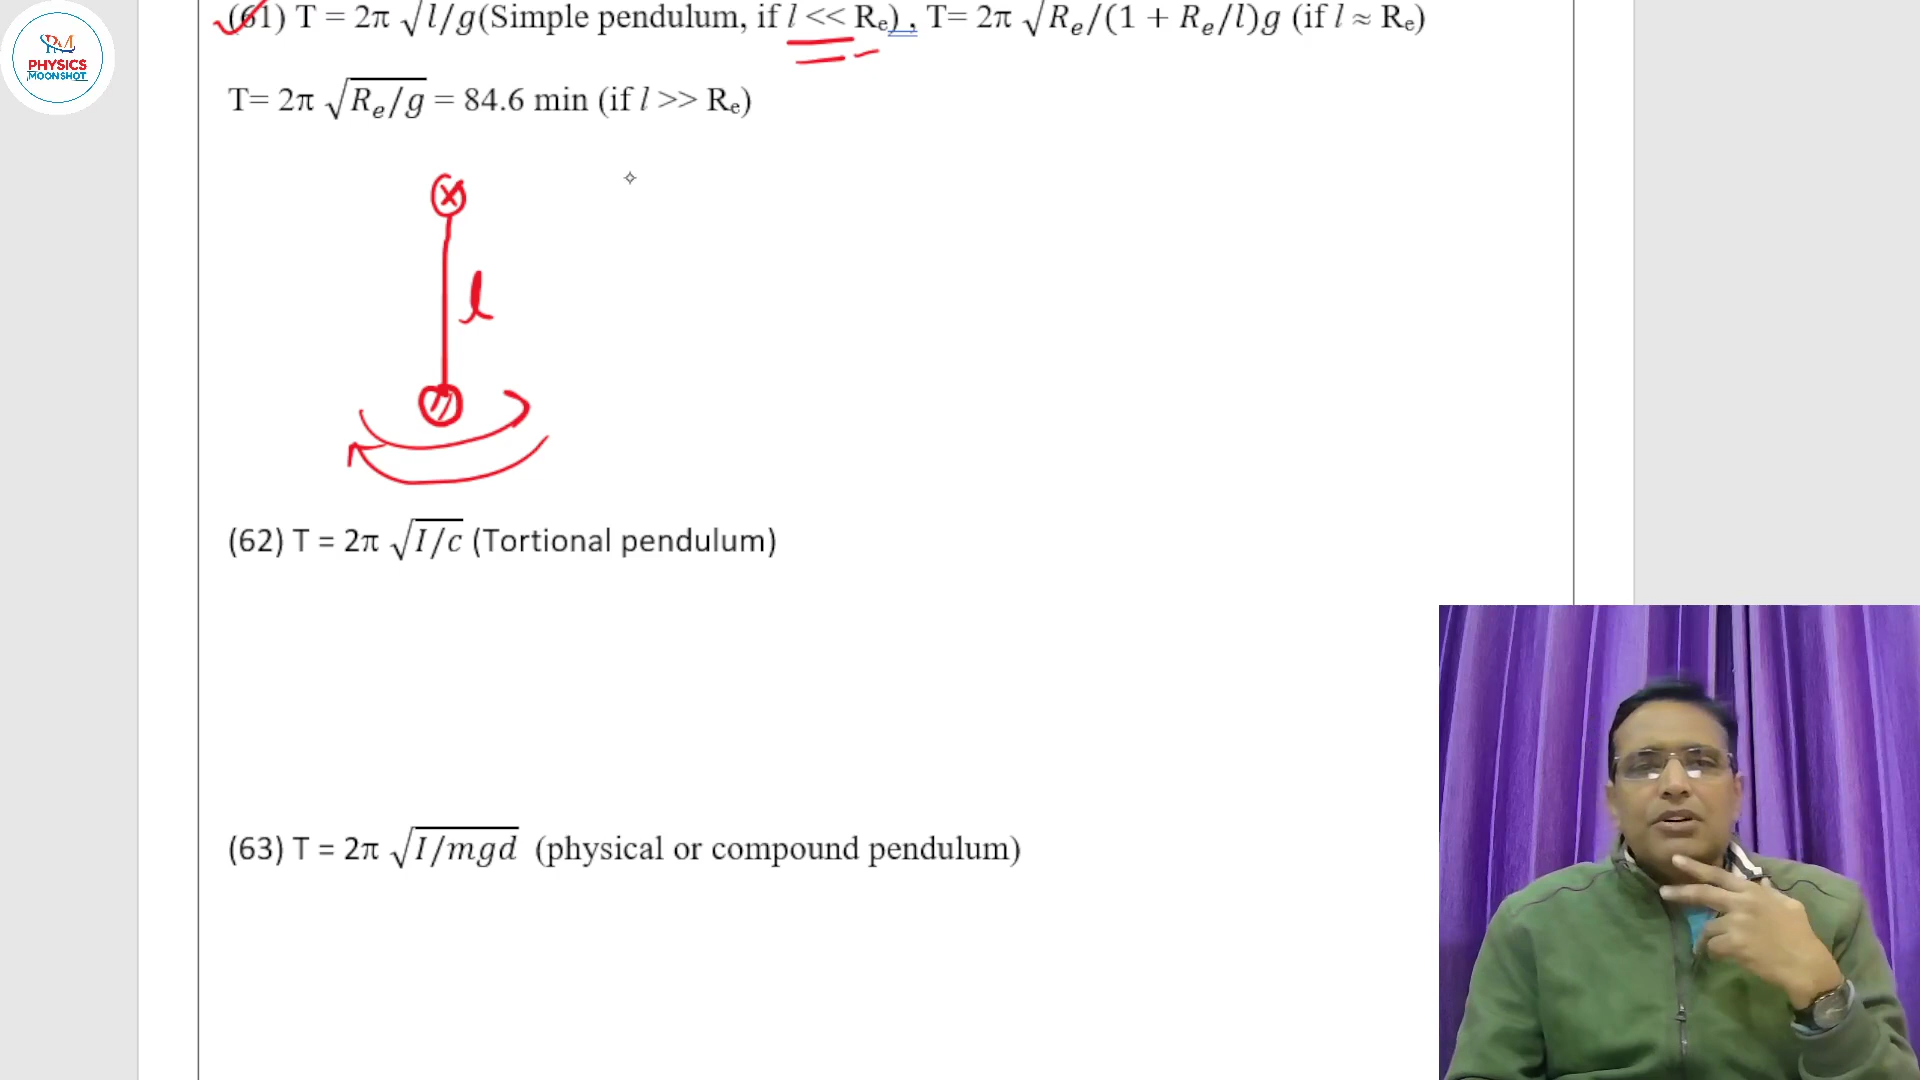 RM
PHYSICS
MOONSHOT
(61) T = 2π √l/g(Simple pendulum, if l << Rₑ) , T= 2π √Rₑ/(1 + Rₑ/l)g (if l ≈ Rₑ)
T= 2π √Rₑ/g = 84.6 min (if l >> Rₑ)
l
(62) T = 2π √I/c (Tortional pendulum)
(63) T = 2π √I/mgd (physical or compound pendulum)